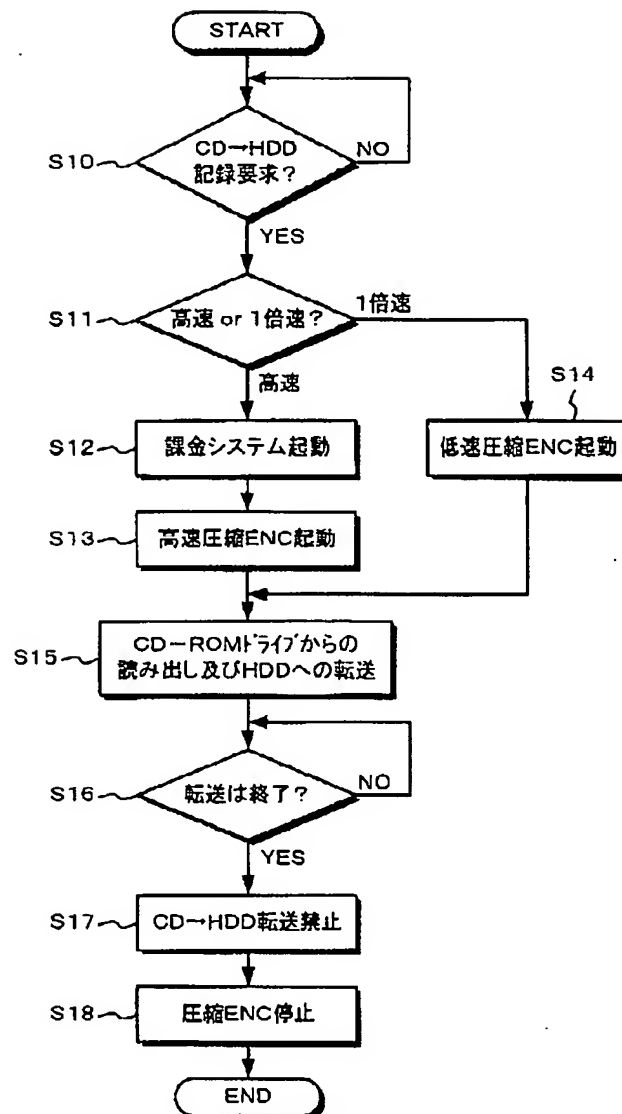 START
S10
CD→HDD
記録要求?
NO
YES
S11
高速 or 1倍速?
1倍速
高速
S14
S12
課金システム起動
低速圧縮ENC起動
S13
高速圧縮ENC起動
S15
CD-ROMドライブからの
読み出し及びHDDへの転送
S16
転送は終了?
NO
YES
S17
CD→HDD転送禁止
S18
圧縮ENC停止
END